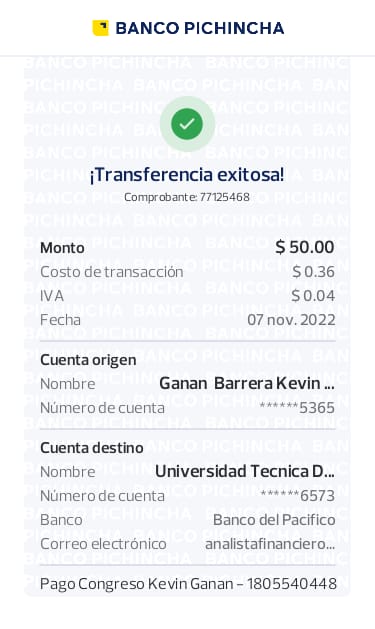 BANCO PICHINCHA
¡Transferencia exitosa!
Comprobante: 77125468
Monto $ 50.00
Costo de transacción $ 0.36
IVA $ 0.04
Fecha 07 nov. 2022
Cuenta origen
Nombre Ganan Barrera Kevin ...
Número de cuenta ******5365
Cuenta destino
Nombre Universidad Tecnica D...
Número de cuenta ******6573
Banco Banco del Pacifico
Correo electrónico analistafinanciero...
Pago Congreso Kevin Ganan - 1805540448